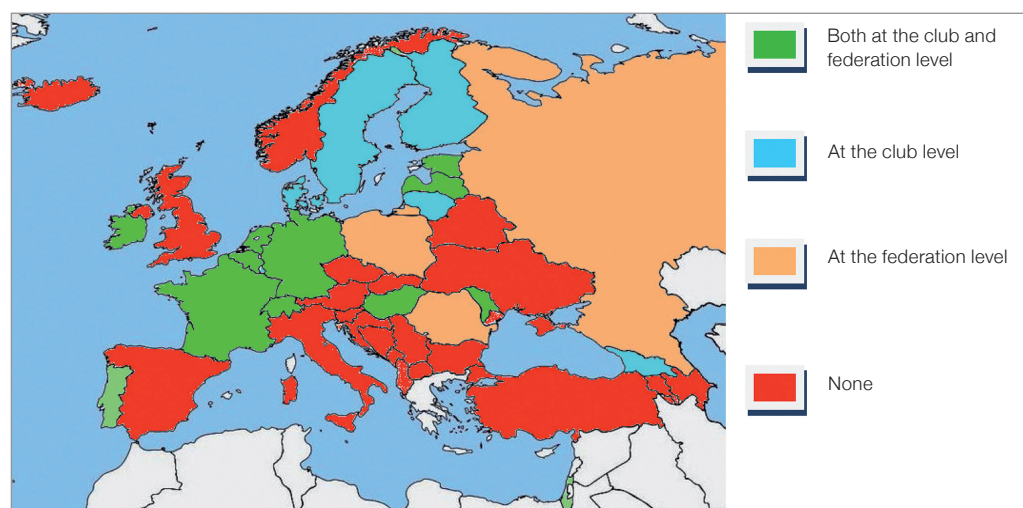 Both at the club and
federation level
At the club level
At the federation level
None